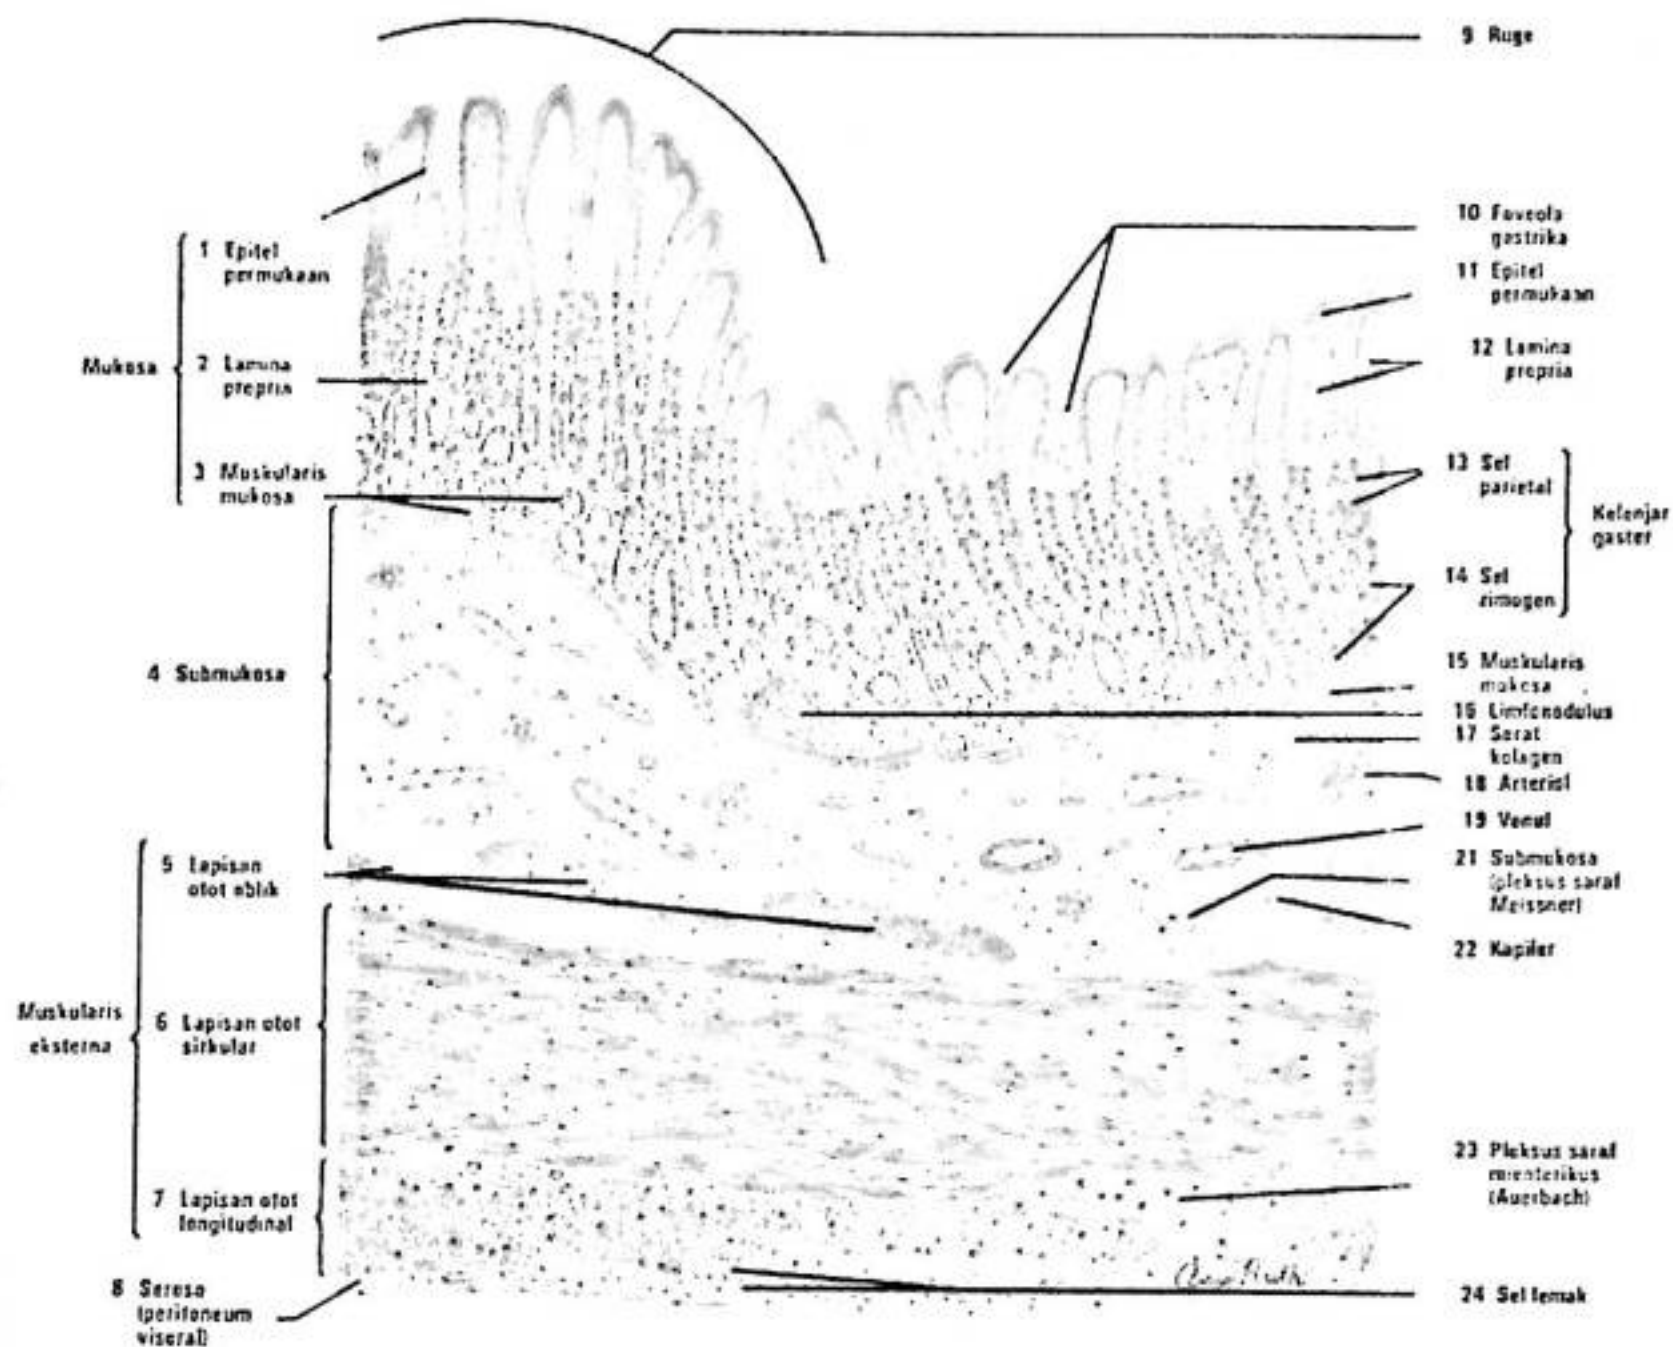 9 Ruge
10 Foveola
gastrika
1 Epitel
permukaan
11 Epitel
permukaan
Mukosa
2 Lamina
propria
12 Lamina
propria
3 Muskularis
mukosa
13 Sel
parietal
Kelenjar
gaster
14 Sel
zimogen
4 Submukosa
15 Muskularis
mukosa
16 Limfonodulus
17 Serat
kolagen
18 Arteriol
19 Venul
5 Lapisan
otot oblik
21 Submukosa
(pleksus saraf
Meissner)
22 Kapiler
Muskularis
eksterna
6 Lapisan otot
sirkular
23 Pleksus saraf
mienterikus
(Auerbach)
7 Lapisan otot
longitudinal
8 Serosa
(peritoneum
viseral)
24 Sel lemak